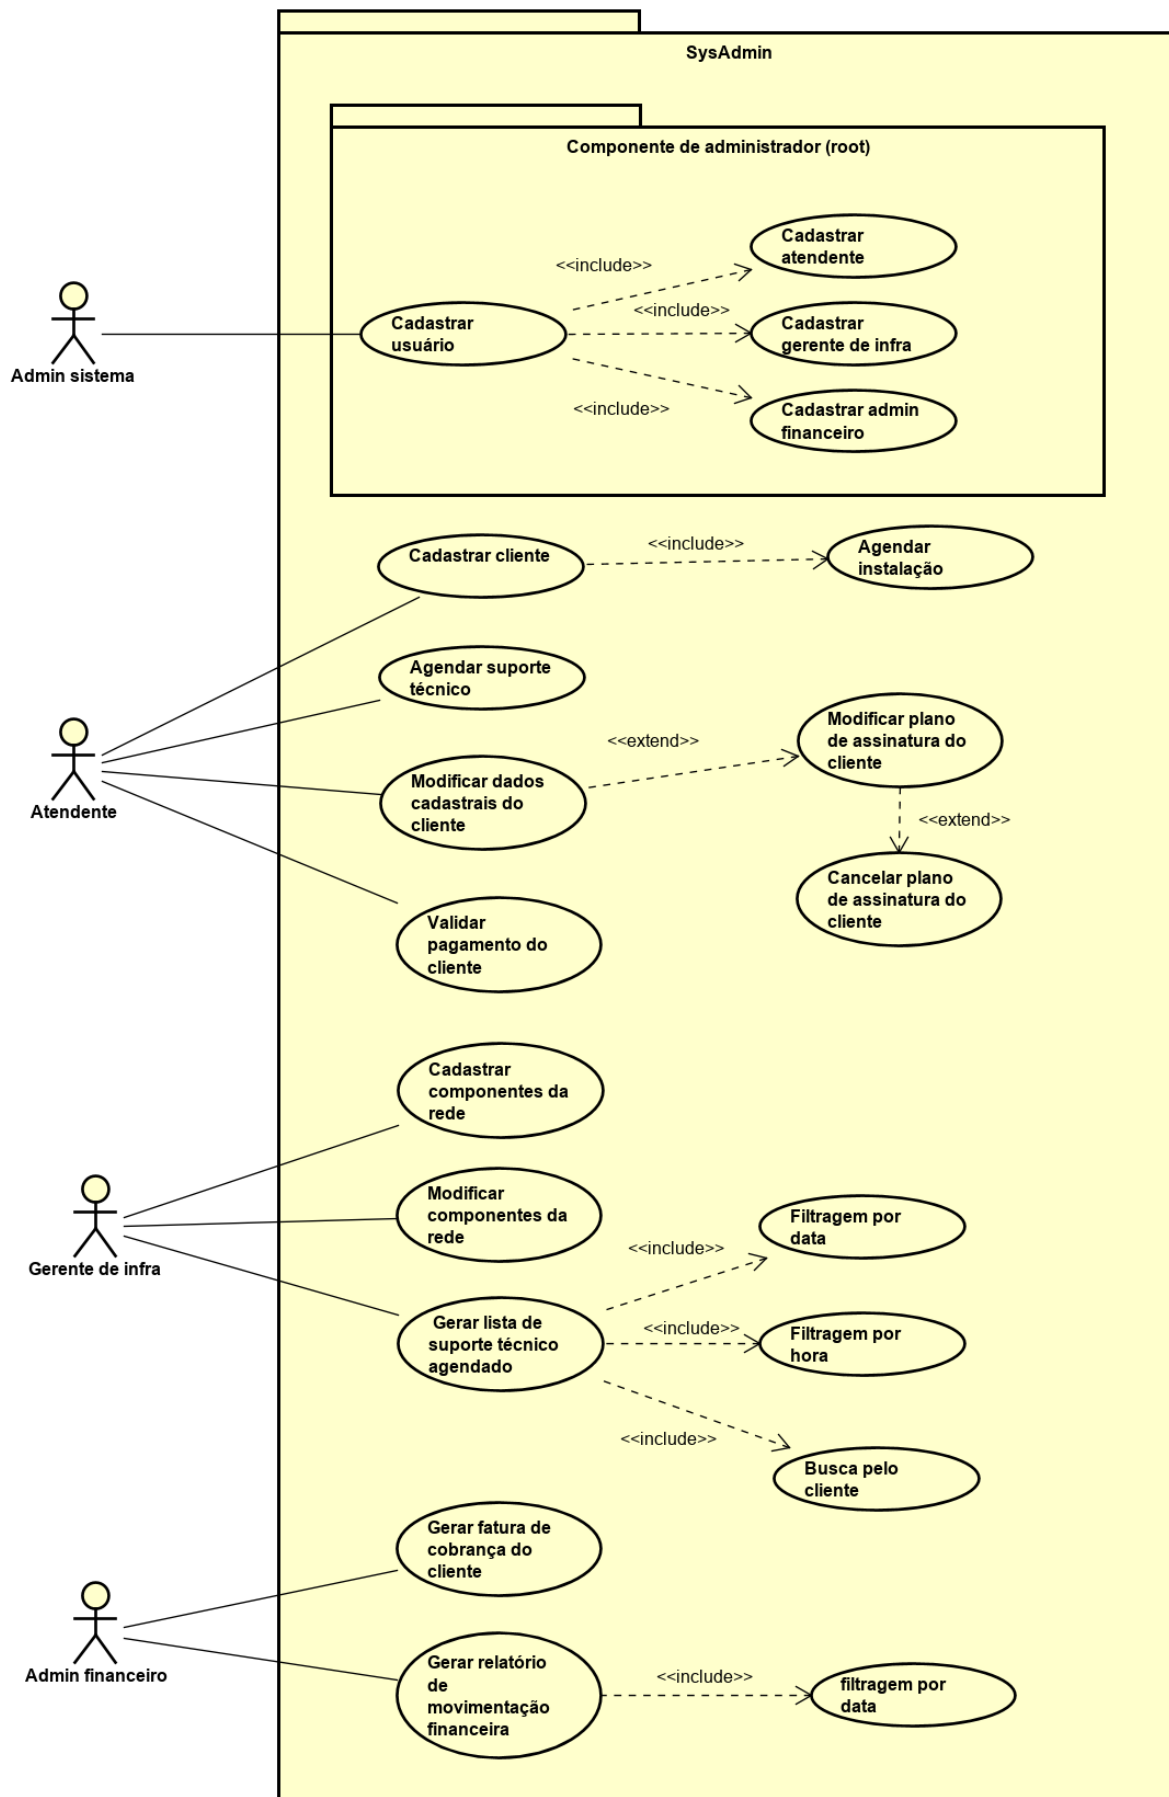 SysAdmin
Componente de administrador (root)
Cadastrar
atendente
<<include>>
<<include>>
Cadastrar
usuário
Cadastrar
gerente de infra
Admin sistema
<<include>>
Cadastrar admin
financeiro
Cadastrar cliente
<<include>>
Agendar
instalação
Agendar suporte
técnico
Modificar plano
de assinatura do
cliente
<<extend>>
Modificar dados
cadastrais do
cliente
Atendente
<<extend>>
Cancelar plano
de assinatura do
cliente
Validar
pagamento do
cliente
Cadastrar
componentes da
rede
Modificar
componentes da
rede
Filtragem por
data
<<include>>
Gerente de infra
Gerar lista de
suporte técnico
agendado
<<include>>
Filtragem por
hora
<<include>>
Busca pelo
cliente
Gerar fatura de
cobrança do
cliente
Admin financeiro
Gerar relatório
de
movimentação
financeira
<<include>>
filtragem por
data